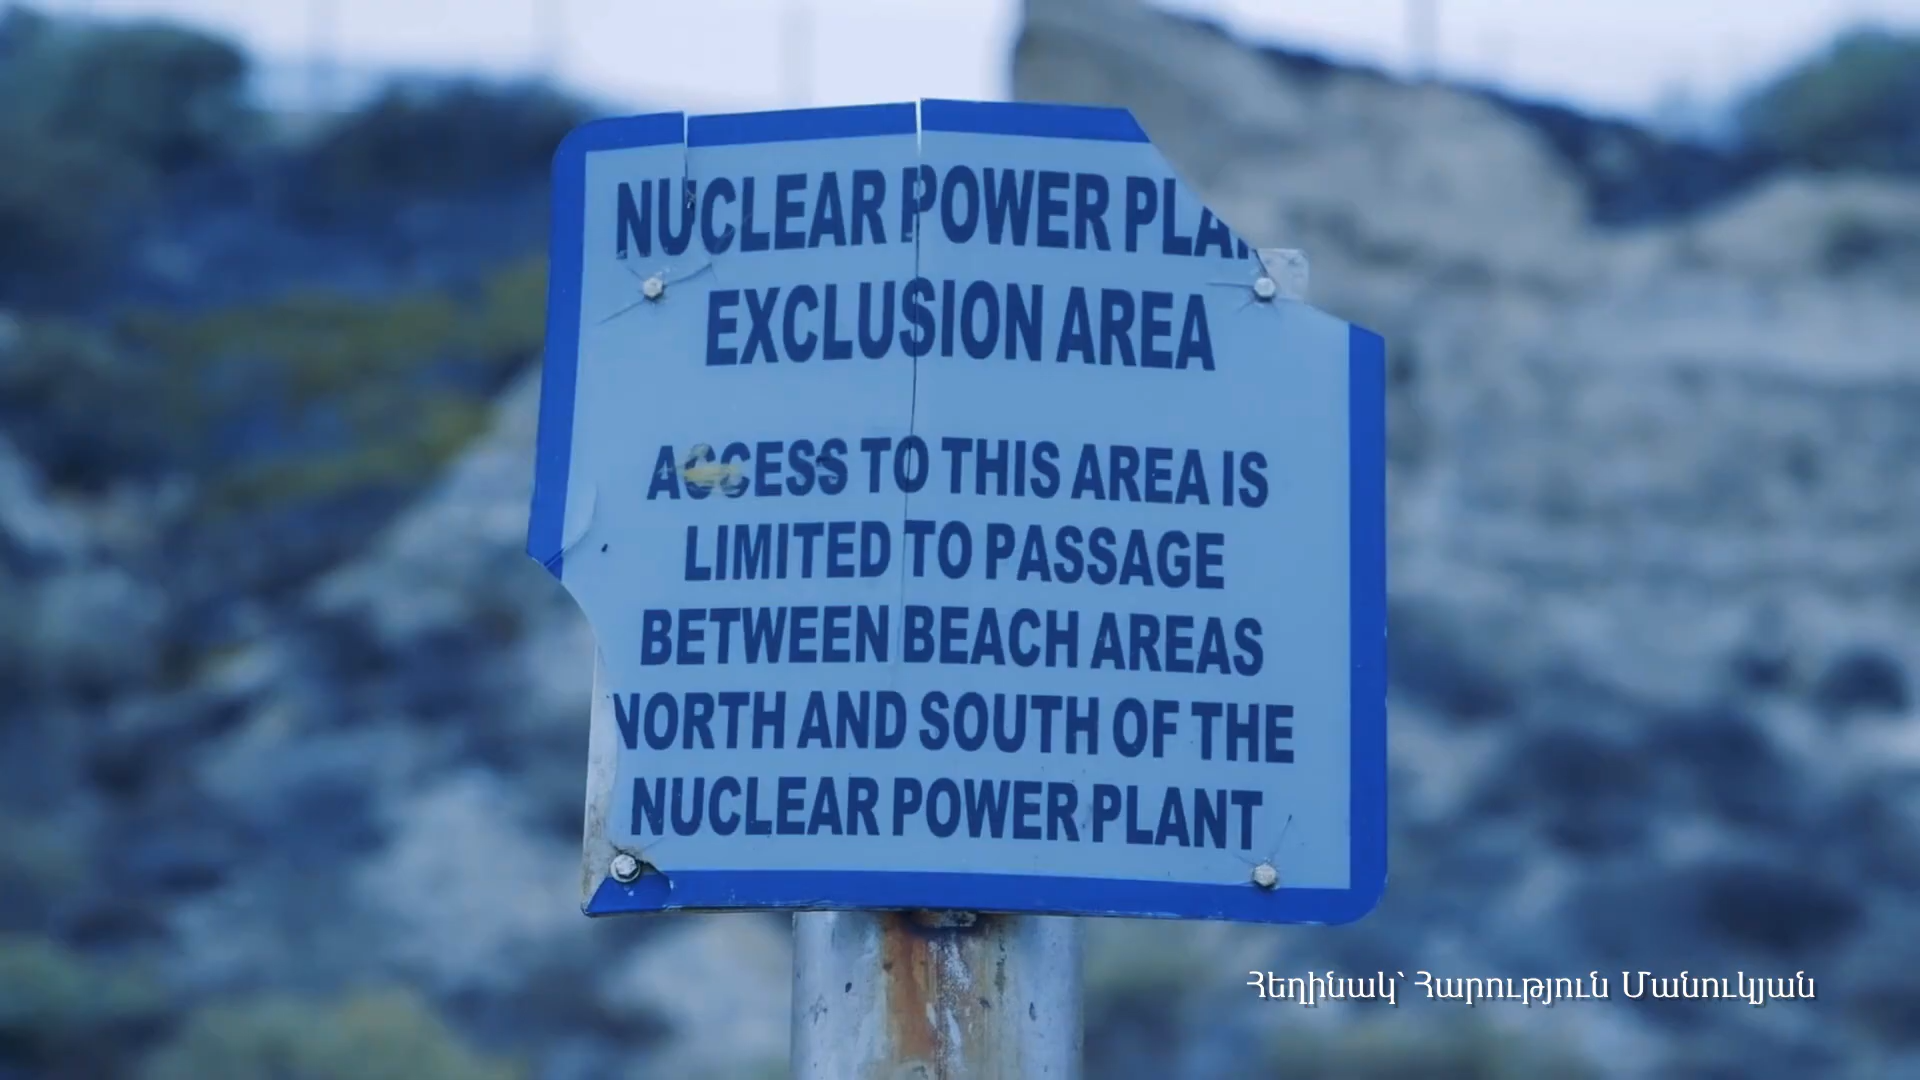 NUCLEAR POWER PLAN
EXCLUSION AREA
ACCESS TO THIS AREA IS
LIMITED TO PASSAGE
BETWEEN BEACH AREAS
NORTH AND SOUTH OF THE
NUCLEAR POWER PLANT
Հեղինակ՝ Հարություն Մանուկյան